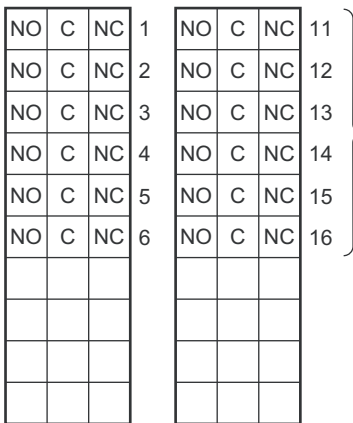 NO C NC 1 NO C NC 11
NO C NC 2 NO C NC 12
NO C NC 3 NO C NC 13
NO C NC 4 NO C NC 14
NO C NC 5 NO C NC 15
NO C NC 6 NO C NC 16